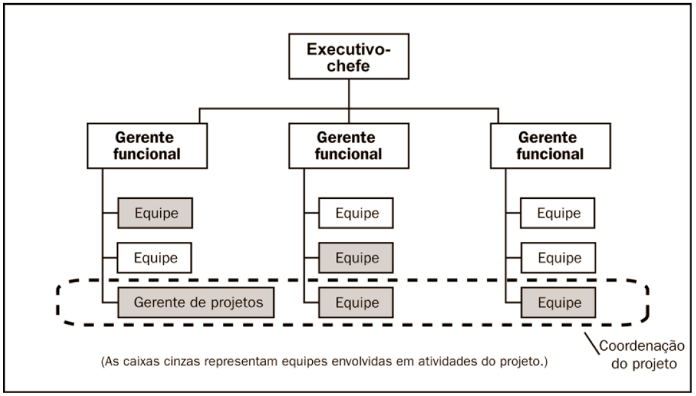 Executivo-
chefe
Gerente
funcional
Gerente
funcional
Gerente
funcional
Equipe
Equipe
Equipe
Equipe
Equipe
Equipe
Gerente de projetos
Equipe
Equipe
Coordenação
do projeto
(As caixas cinzas representam equipes envolvidas em atividades do projeto.)